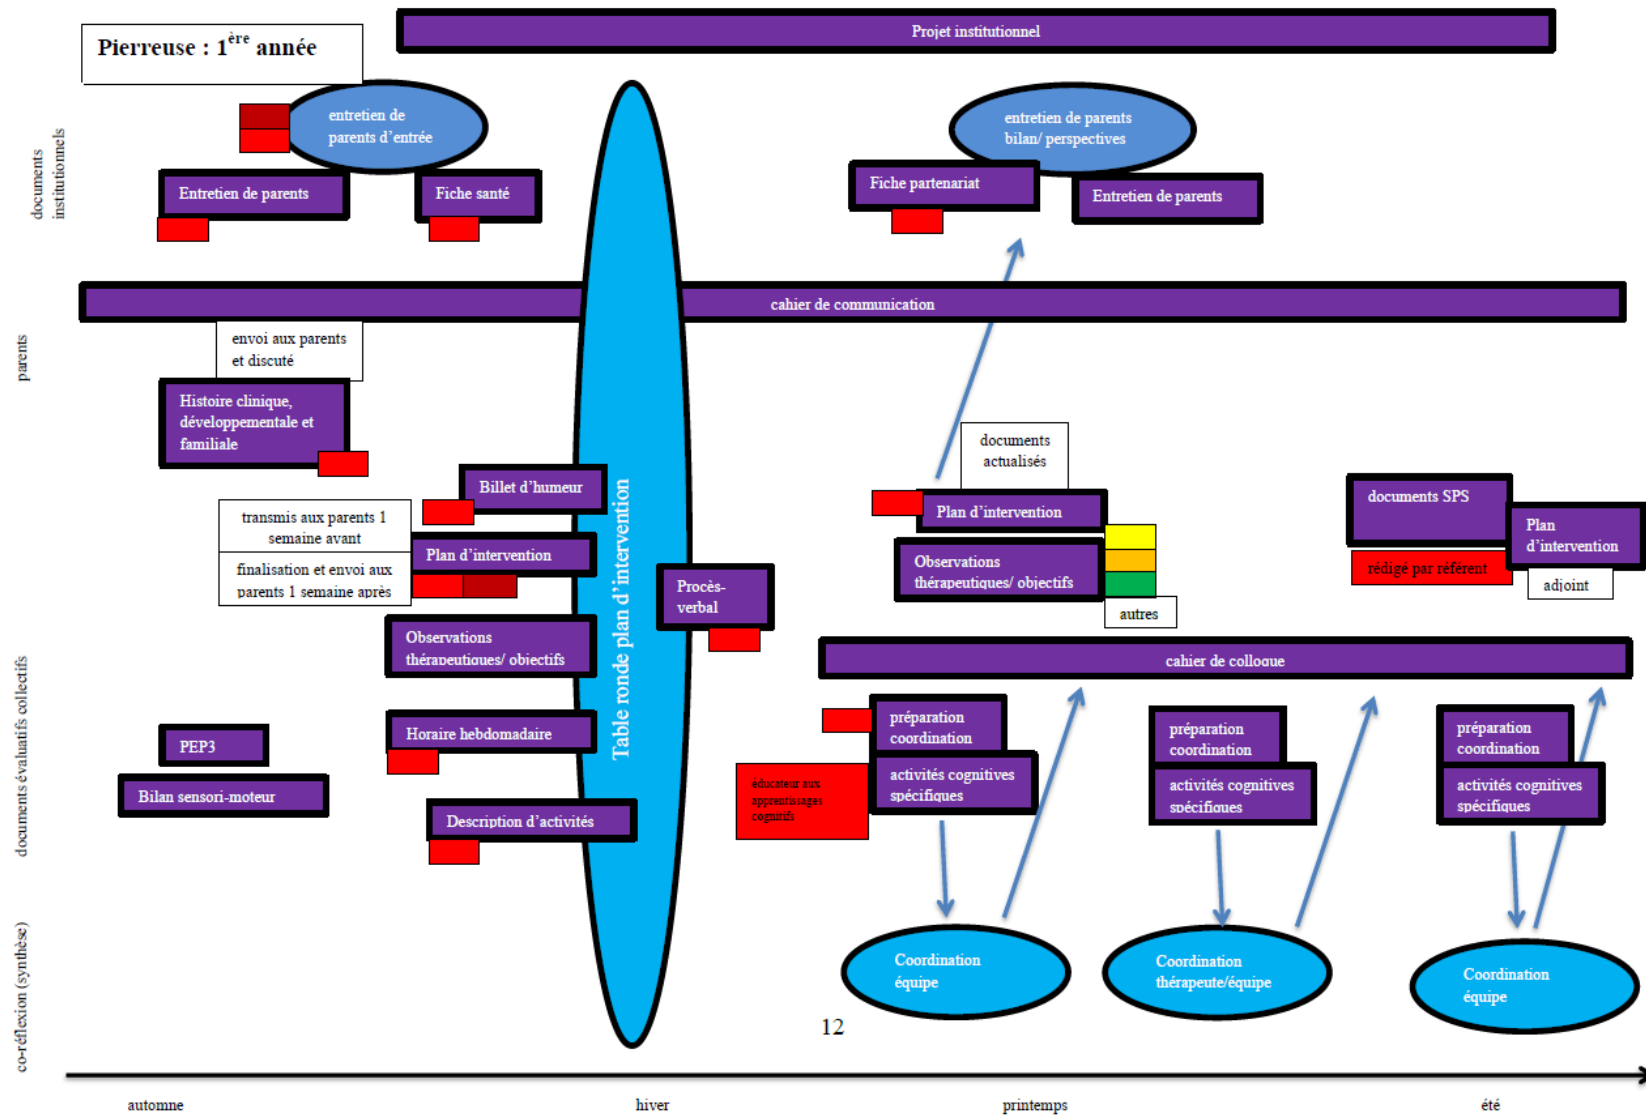 Projet institutionnel
Pierreuse : 1ère année
documents
institutionnels
entretien de
parents d'entrée
entretien de parents
bilan/ perspectives
Entretien de parents
Fiche santé
Fiche partenariat
Entretien de parents
cahier de communication
parents
envoi aux parents
et discuté
Histoire clinique,
développementale et
familiale
Billet d'humeur
transmis aux parents 1
semaine avant
Plan d'intervention
finalisation et envoi aux
parents 1 semaine après
Table ronde plan d'intervention
Procès-
verbal
documents
actualisés
Plan d'intervention
Observations
thérapeutiques/ objectifs
autres
documents SPS
rédigé par référent
Plan
d'intervention
adjoint
documents évaluatifs collectifs
Observations
thérapeutiques/ objectifs
cahier de colloque
PEP3
Bilan sensori-moteur
Horaire hebdomadaire
Description d'activités
éducateur aux
apprentissages
cognitifs
préparation
coordination
activités cognitives
spécifiques
préparation
coordination
activités cognitives
spécifiques
préparation
coordination
activités cognitives
spécifiques
co-réflexion (synthèse)
Coordination
équipe
Coordination
thérapeute/équipe
Coordination
équipe
12
automne
hiver
printemps
été